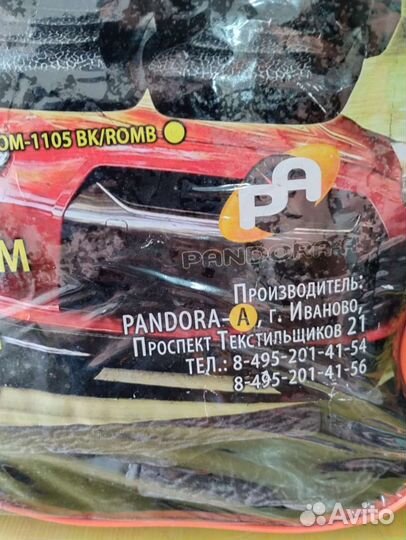 OM-1105 BK/ROMB
PA
PANDORA
M
ПРОИЗВОДИТЕЛЬ:
PANDORA-A, г. ИВАНОВО,
ПРОСПЕКТ ТЕКСТИЛЬЩИКОВ 21
ТЕЛ.: 8-495-201-41-54
8-495-201-41-56
Avito